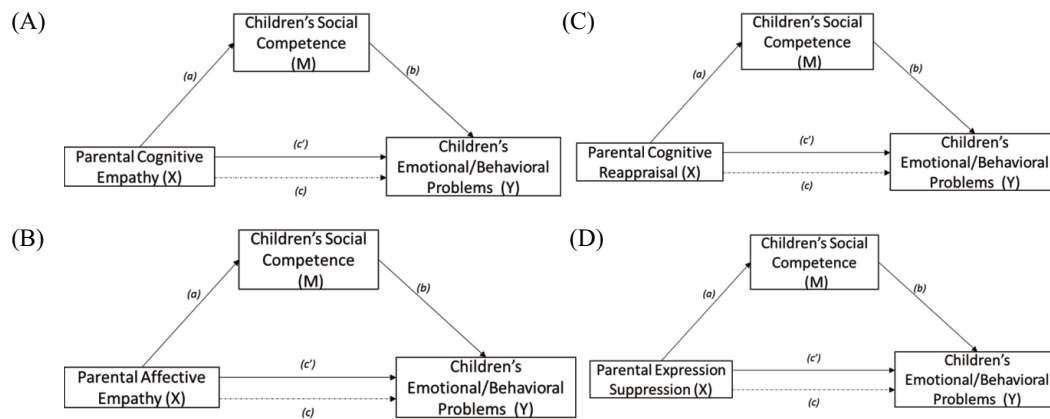 (A)
Children's Social
Competence
(M)
(a)
(b)
(c')
(c)
Parental Cognitive
Empathy (X)
Children's
Emotional/Behavioral
Problems (Y)
(B)
Children's Social
Competence
(M)
(a)
(b)
(c')
(c)
Parental Affective
Empathy (X)
Children's
Emotional/Behavioral
Problems (Y)
(C)
Children's Social
Competence
(M)
(a)
(b)
(c')
(c)
Parental Cognitive
Reappraisal (X)
Children's
Emotional/Behavioral
Problems (Y)
(D)
Children's Social
Competence
(M)
(a)
(b)
(c')
(c)
Parental Expression
Suppression (X)
Children's
Emotional/Behavioral
Problems (Y)